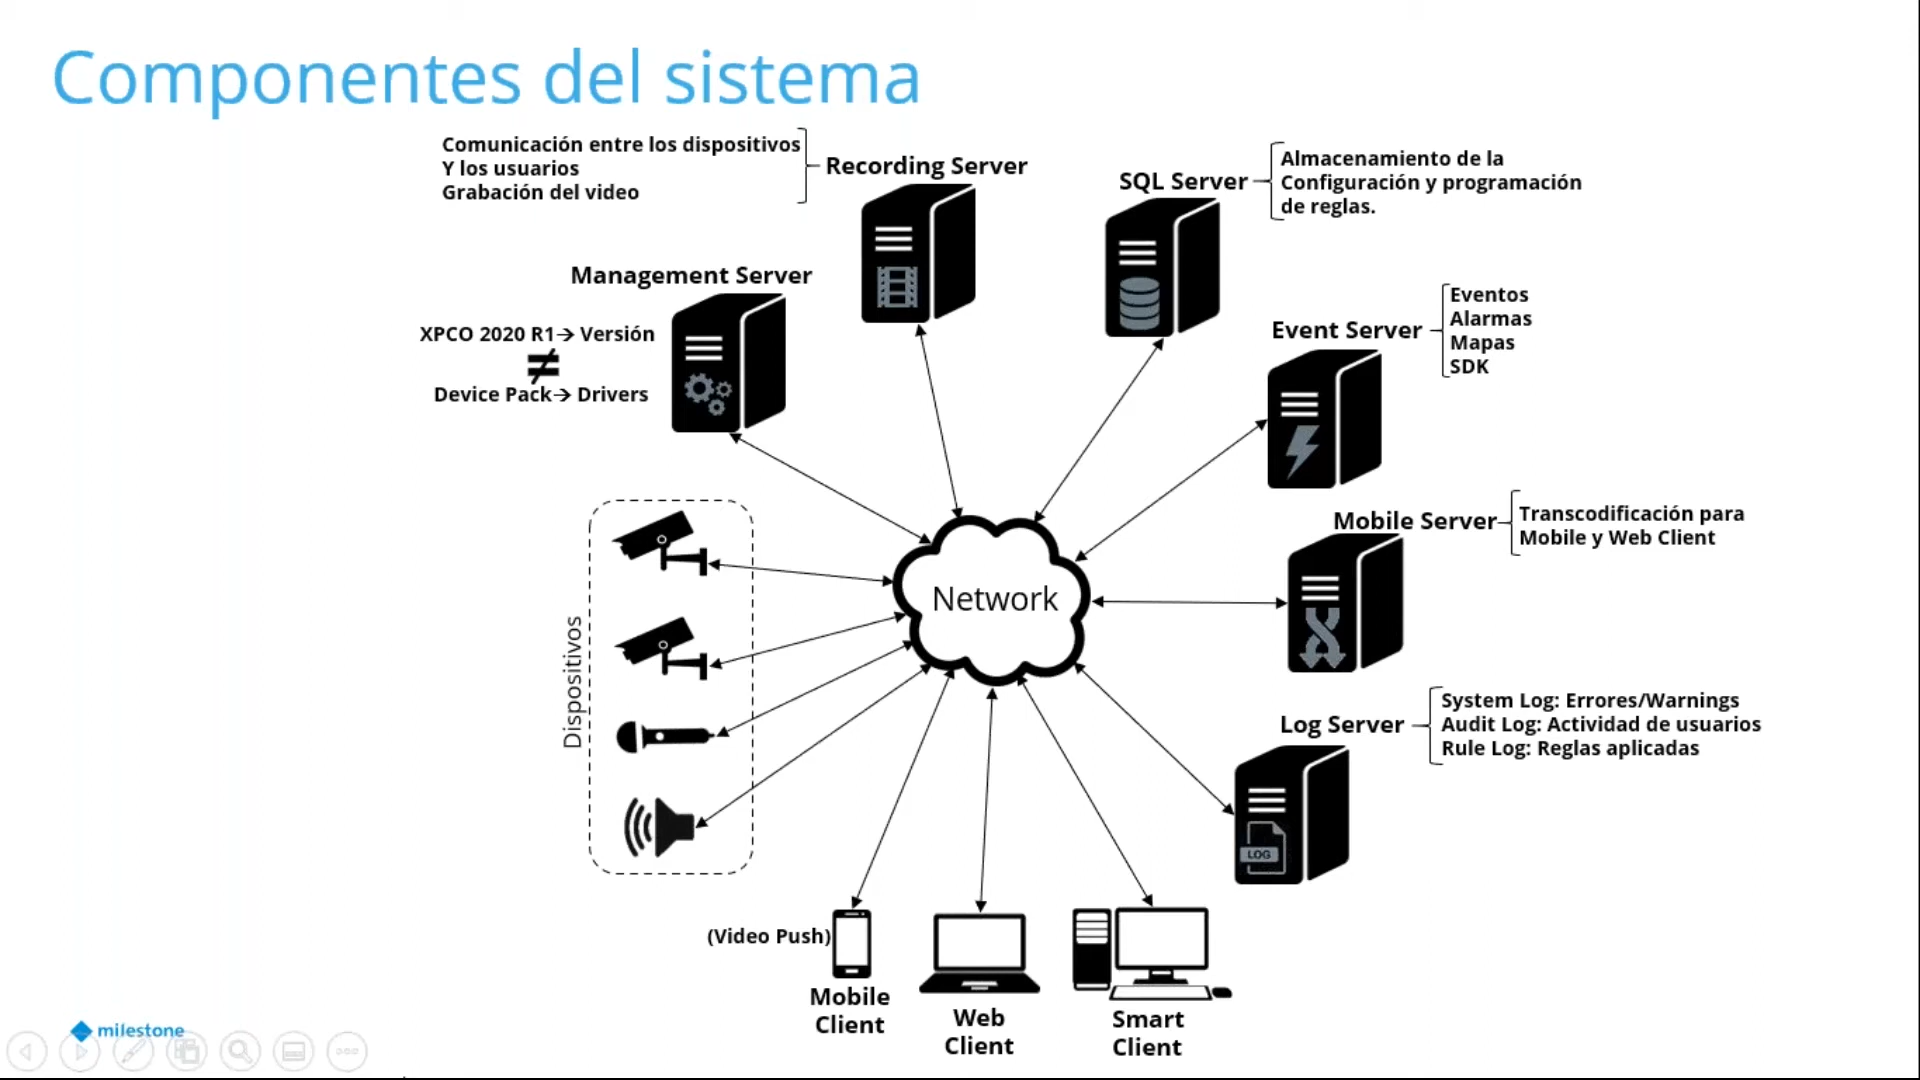 Componentes del sistema
Comunicación entre los dispositivos
Y los usuarios
Grabación del video
Recording Server
SQL Server
Almacenamiento de la
Configuración y programación
de reglas.
Management Server
XPCO 2020 R1→ Versión
≠
Device Pack→ Drivers
Event Server
Eventos
Alarmas
Mapas
SDK
Mobile Server
Transcodificación para
Mobile y Web Client
Network
Dispositivos
Log Server
System Log: Errores/Warnings
Audit Log: Actividad de usuarios
Rule Log: Reglas aplicadas
LOG
(Video Push)
Mobile
Client
Web
Client
Smart
Client
milestone